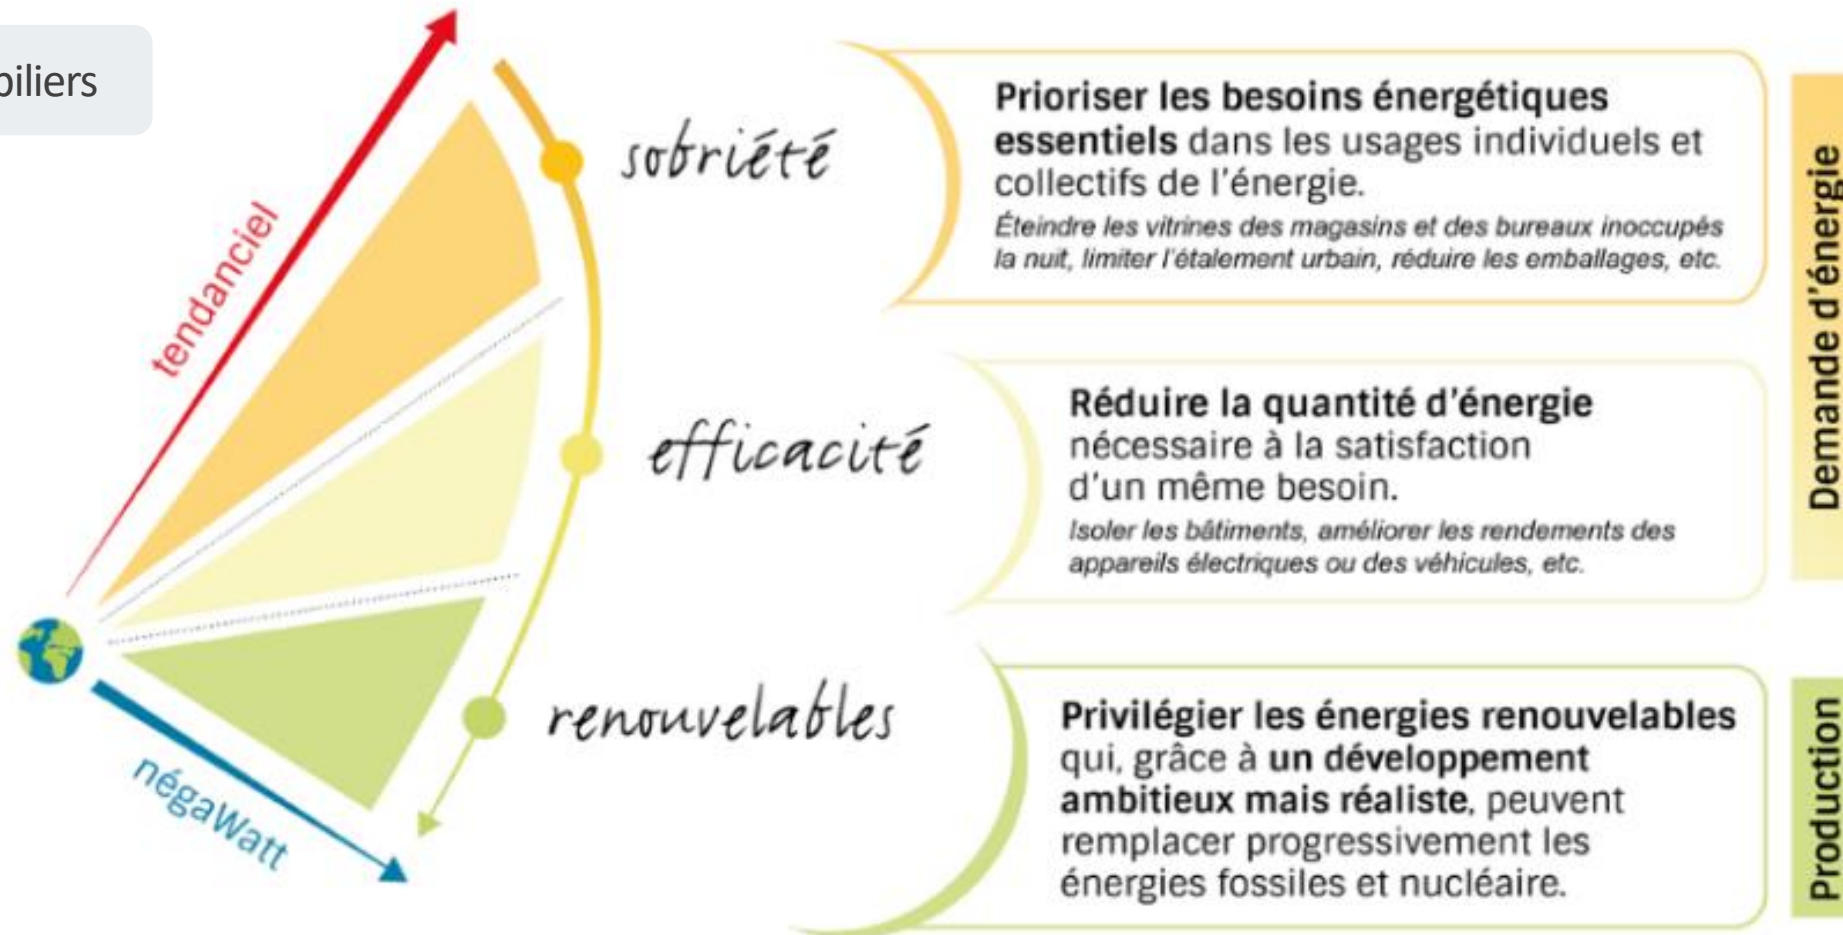 piliers
tendanciel
négaWatt
sobriété
Prioriser les besoins énergétiques
essentiels dans les usages individuels et
collectifs de l'énergie.
Éteindre les vitrines des magasins et des bureaux inoccupés
la nuit, limiter l'étalement urbain, réduire les emballages, etc.
efficacité
Réduire la quantité d'énergie
nécessaire à la satisfaction
d'un même besoin.
Isoler les bâtiments, améliorer les rendements des
appareils électriques ou des véhicules, etc.
Demande d'énergie
renouvelables
Privilégier les énergies renouvelables
qui, grâce à un développement
ambitieux mais réaliste, peuvent
remplacer progressivement les
énergies fossiles et nucléaire.
Production